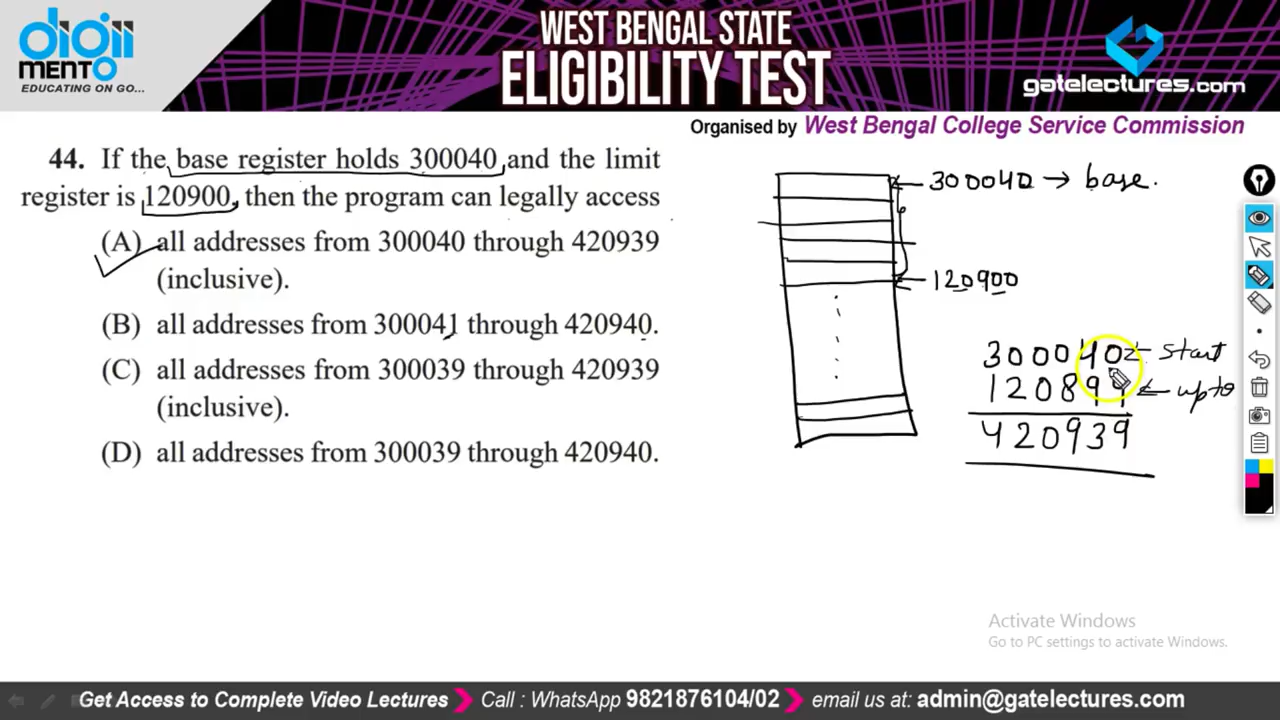 digii
MENTO
EDUCATING ON GO...
WEST BENGAL STATE
ELIGIBILITY TEST
gatelectures.com
Organised by West Bengal College Service Commission
44. If the base register holds 300040 and the limit
register is 120900, then the program can legally access
(A) all addresses from 300040 through 420939
(inclusive).
(B) all addresses from 300041 through 420940.
(C) all addresses from 300039 through 420939
(inclusive).
(D) all addresses from 300039 through 420940.
300040 → base.
120900
300040 ← start
120899 ← upto
420939
Activate Windows
Go to PC settings to activate Windows.
Get Access to Complete Video Lectures Call : WhatsApp 9821876104/02 email us at: admin@gatelectures.com